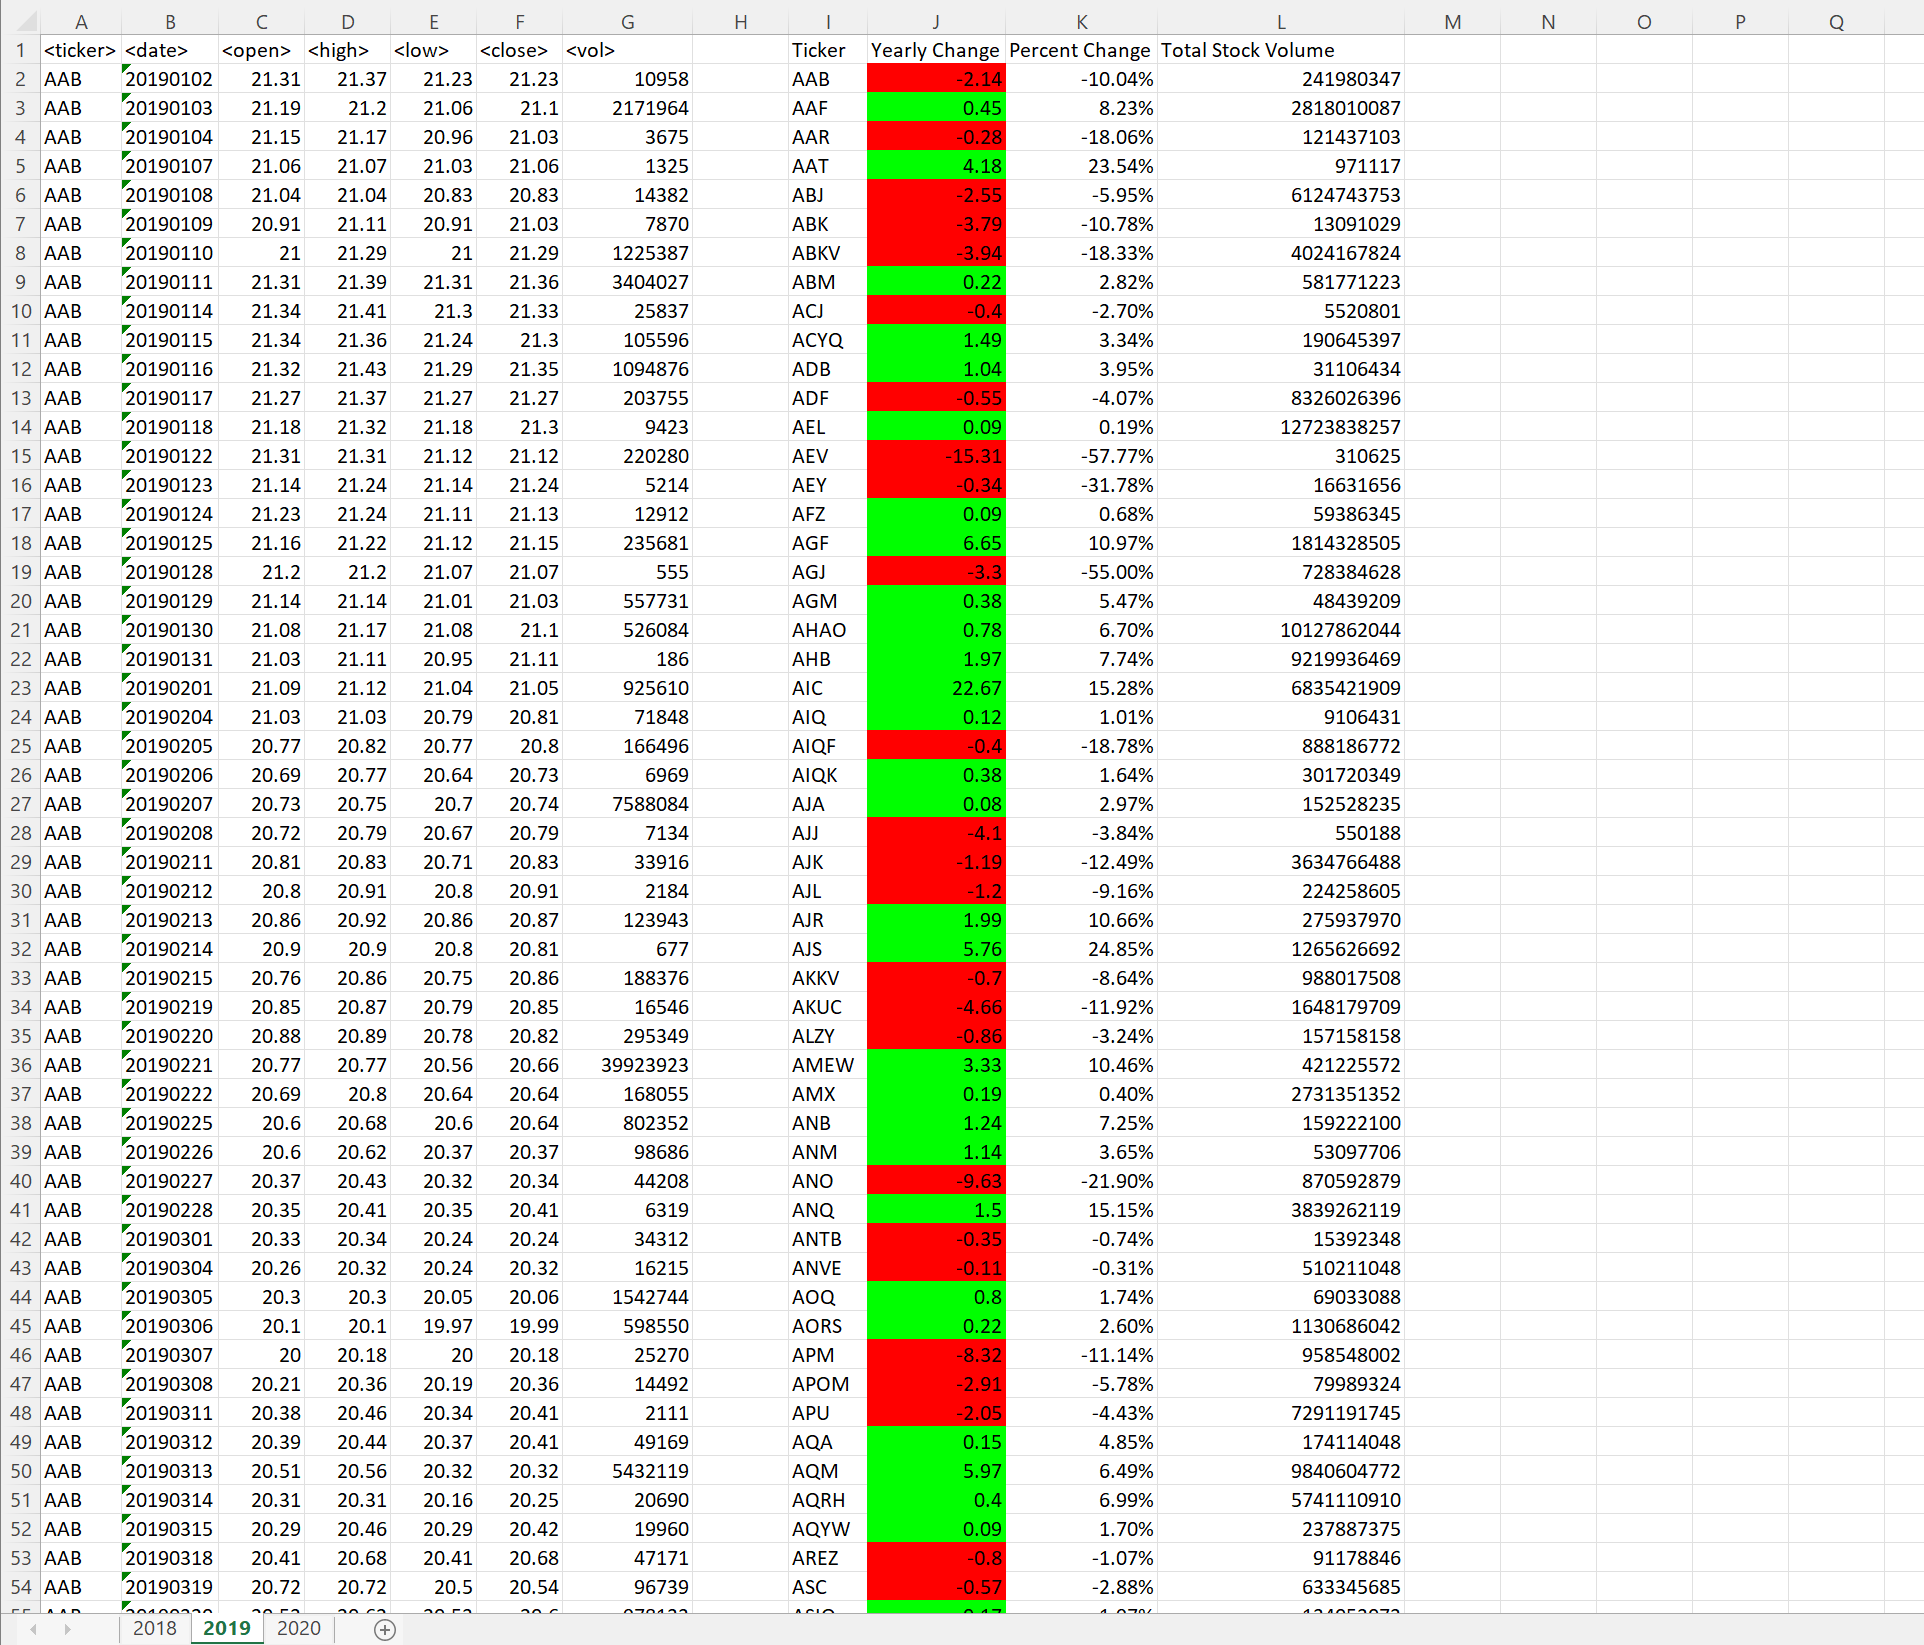 A B C D E F G H I J K L M N O P Q
1 <ticker> <date> <open> <high> <low> <close> <vol> Ticker Yearly Change Percent Change Total Stock Volume
2 AAB 20190102 21.31 21.37 21.23 21.23 10958 AAB -2.14 -10.04% 241980347
3 AAB 20190103 21.19 21.2 21.06 21.1 2171964 AAF 0.45 8.23% 2818010087
4 AAB 20190104 21.15 21.17 20.96 21.03 3675 AAR -0.28 -18.06% 121437103
5 AAB 20190107 21.06 21.07 21.03 21.06 1325 AAT 4.18 23.54% 971117
6 AAB 20190108 21.04 21.04 20.83 20.83 14382 ABJ -2.55 -5.95% 6124743753
7 AAB 20190109 20.91 21.11 20.91 21.03 7870 ABK -3.79 -10.78% 13091029
8 AAB 20190110 21 21.29 21 21.29 1225387 ABKV -3.94 -18.33% 4024167824
9 AAB 20190111 21.31 21.39 21.31 21.36 3404027 ABM 0.22 2.82% 581771223
10 AAB 20190114 21.34 21.41 21.3 21.33 25837 ACJ -0.4 -2.70% 5520801
11 AAB 20190115 21.34 21.36 21.24 21.3 105596 ACYQ 1.49 3.34% 190645397
12 AAB 20190116 21.32 21.43 21.29 21.35 1094876 ADB 1.04 3.95% 31106434
13 AAB 20190117 21.27 21.37 21.27 21.27 203755 ADF -0.55 -4.07% 8326026396
14 AAB 20190118 21.18 21.32 21.18 21.3 9423 AEL 0.09 0.19% 12723838257
15 AAB 20190122 21.31 21.31 21.12 21.12 220280 AEV -15.31 -57.77% 310625
16 AAB 20190123 21.14 21.24 21.14 21.24 5214 AEY -0.34 -31.78% 16631656
17 AAB 20190124 21.23 21.24 21.11 21.13 12912 AFZ 0.09 0.68% 59386345
18 AAB 20190125 21.16 21.22 21.12 21.15 235681 AGF 6.65 10.97% 1814328505
19 AAB 20190128 21.2 21.2 21.07 21.07 555 AGJ -3.3 -55.00% 728384628
20 AAB 20190129 21.14 21.14 21.01 21.03 557731 AGM 0.38 5.47% 48439209
21 AAB 20190130 21.08 21.17 21.08 21.1 526084 AHAO 0.78 6.70% 10127862044
22 AAB 20190131 21.03 21.11 20.95 21.11 186 AHB 1.97 7.74% 9219936469
23 AAB 20190201 21.09 21.12 21.04 21.05 925610 AIC 22.67 15.28% 6835421909
24 AAB 20190204 21.03 21.03 20.79 20.81 71848 AIQ 0.12 1.01% 9106431
25 AAB 20190205 20.77 20.82 20.77 20.8 166496 AIQF -0.4 -18.78% 888186772
26 AAB 20190206 20.69 20.77 20.64 20.73 6969 AIQK 0.38 1.64% 301720349
27 AAB 20190207 20.73 20.75 20.7 20.74 7588084 AJA 0.08 2.97% 152528235
28 AAB 20190208 20.72 20.79 20.67 20.79 7134 AJJ -4.1 -3.84% 550188
29 AAB 20190211 20.81 20.83 20.71 20.83 33916 AJK -1.19 -12.49% 3634766488
30 AAB 20190212 20.8 20.91 20.8 20.91 2184 AJL -1.2 -9.16% 224258605
31 AAB 20190213 20.86 20.92 20.86 20.87 123943 AJR 1.99 10.66% 275937970
32 AAB 20190214 20.9 20.9 20.8 20.81 677 AJS 5.76 24.85% 1265626692
33 AAB 20190215 20.76 20.86 20.75 20.86 188376 AKKV -0.7 -8.64% 988017508
34 AAB 20190219 20.85 20.87 20.79 20.85 16546 AKUC -4.66 -11.92% 1648179709
35 AAB 20190220 20.88 20.89 20.78 20.82 295349 ALZY -0.86 -3.24% 157158158
36 AAB 20190221 20.77 20.77 20.56 20.66 39923923 AMEW 3.33 10.46% 421225572
37 AAB 20190222 20.69 20.8 20.64 20.64 168055 AMX 0.19 0.40% 2731351352
38 AAB 20190225 20.6 20.68 20.6 20.64 802352 ANB 1.24 7.25% 159222100
39 AAB 20190226 20.6 20.62 20.37 20.37 98686 ANM 1.14 3.65% 53097706
40 AAB 20190227 20.37 20.43 20.32 20.34 44208 ANO -9.63 -21.90% 870592879
41 AAB 20190228 20.35 20.41 20.35 20.41 6319 ANQ 1.5 15.15% 3839262119
42 AAB 20190301 20.33 20.34 20.24 20.24 34312 ANTB -0.35 -0.74% 15392348
43 AAB 20190304 20.26 20.32 20.24 20.32 16215 ANVE -0.11 -0.31% 510211048
44 AAB 20190305 20.3 20.3 20.05 20.06 1542744 AOQ 0.8 1.74% 69033088
45 AAB 20190306 20.1 20.1 19.97 19.99 598550 AORS 0.22 2.60% 1130686042
46 AAB 20190307 20 20.18 20 20.18 25270 APM -8.32 -11.14% 958548002
47 AAB 20190308 20.21 20.36 20.19 20.36 14492 APOM -2.91 -5.78% 79989324
48 AAB 20190311 20.38 20.46 20.34 20.41 2111 APU -2.05 -4.43% 7291191745
49 AAB 20190312 20.39 20.44 20.37 20.41 49169 AQA 0.15 4.85% 174114048
50 AAB 20190313 20.51 20.56 20.32 20.32 5432119 AQM 5.97 6.49% 9840604772
51 AAB 20190314 20.31 20.31 20.16 20.25 20690 AQRH 0.4 6.99% 5741110910
52 AAB 20190315 20.29 20.46 20.29 20.42 19960 AQYW 0.09 1.70% 237887375
53 AAB 20190318 20.41 20.68 20.41 20.68 47171 AREZ -0.8 -1.07% 91178846
54 AAB 20190319 20.72 20.72 20.5 20.54 96739 ASC -0.57 -2.88% 633345685
2018 2019 2020